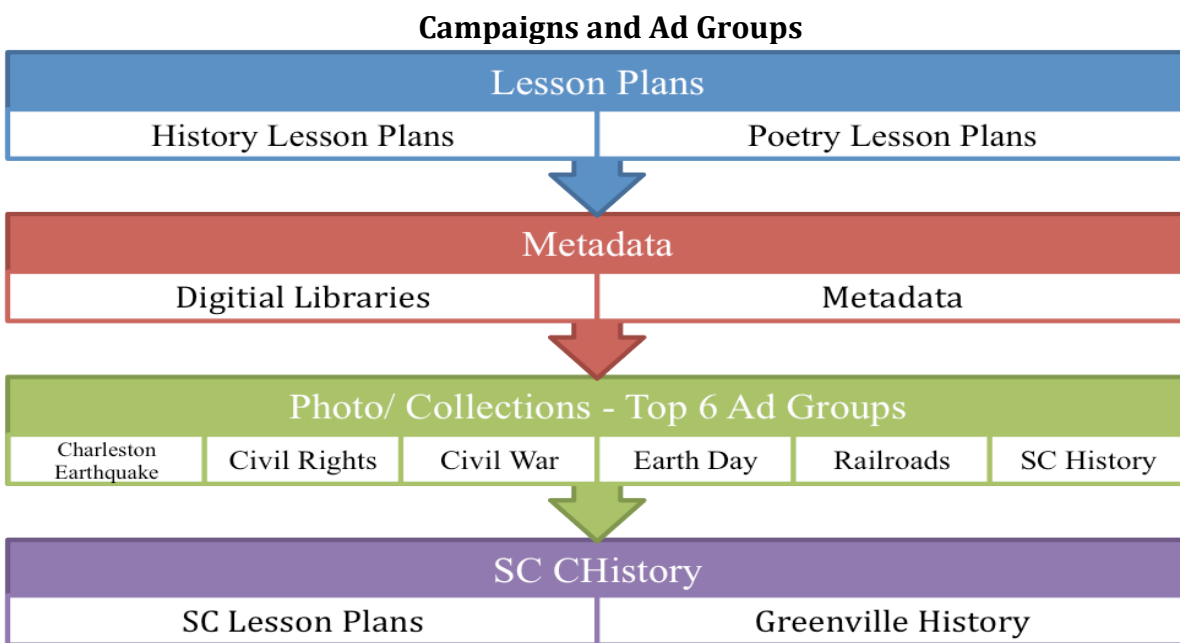 Campaigns and Ad Groups
Lesson Plans
History Lesson Plans
Poetry Lesson Plans
Metadata
Digitial Libraries
Metadata
Photo/ Collections - Top 6 Ad Groups
Charleston
Earthquake
Civil Rights
Civil War
Earth Day
Railroads
SC History
SC CHistory
SC Lesson Plans
Greenville History